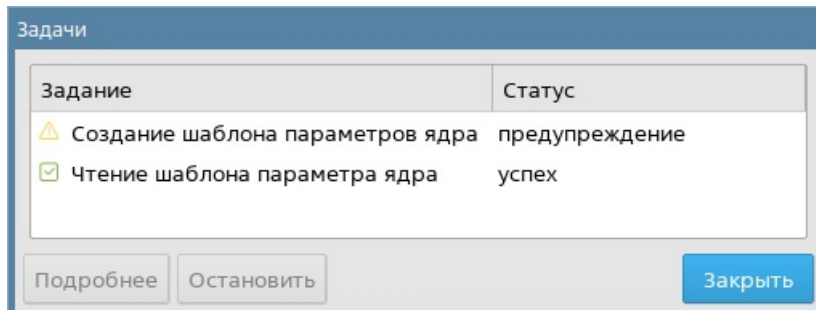 Задачи
Задание Статус
Создание шаблона параметров ядра предупреждение
Чтение шаблона параметра ядра успех
Подробнее Остановить Закрыть